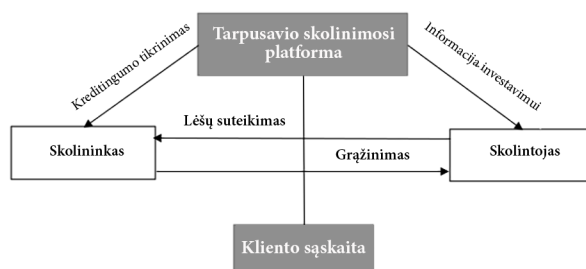 Tarpusavio skolinimosi
platforma
Kreditingumo tikrinimas
Informacija investavimui
Lėšų suteikimas
Skolininkas
Skolintojas
Grąžinimas
Kliento sąskaita